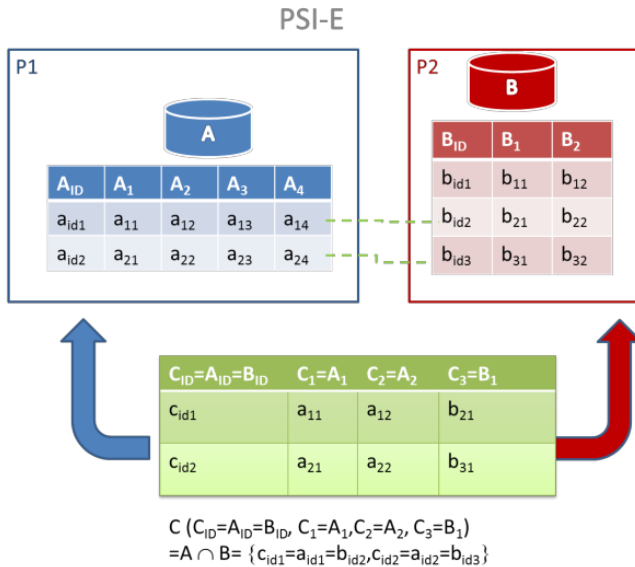 PSI-E
P1
A
A_ID A_1 A_2 A_3 A_4
a_id1 a_11 a_12 a_13 a_14
a_id2 a_21 a_22 a_23 a_24
P2
B
B_ID B_1 B_2
b_id1 b_11 b_12
b_id2 b_21 b_22
b_id3 b_31 b_32
C_ID=A_ID=B_ID C_1=A_1 C_2=A_2 C_3=B_1
c_id1 a_11 a_12 b_21
c_id2 a_21 a_22 b_31
C (C_ID=A_ID=B_ID, C_1=A_1,C_2=A_2, C_3=B_1)
=A ∩ B= {c_id1=a_id1=b_id2,c_id2=a_id2=b_id3}